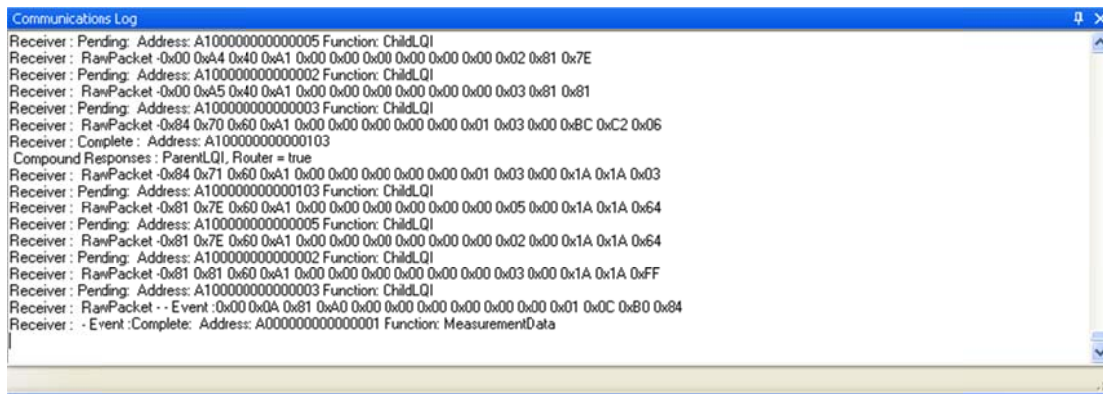 Communications Log
Receiver : Pending: Address: A100000000000005 Function: ChildLQI
Receiver : RawPacket -0x00 0xA4 0x40 0xA1 0x00 0x00 0x00 0x00 0x00 0x00 0x02 0x81 0x7E
Receiver : Pending: Address: A100000000000002 Function: ChildLQI
Receiver : RawPacket -0x00 0xA5 0x40 0xA1 0x00 0x00 0x00 0x00 0x00 0x00 0x03 0x81 0x81
Receiver : Pending: Address: A100000000000003 Function: ChildLQI
Receiver : RawPacket -0x84 0x70 0x60 0xA1 0x00 0x00 0x00 0x00 0x00 0x01 0x03 0x00 0xBC 0xC2 0x06
Receiver : Complete : Address: A100000000000103
Compound Responses : ParentLQI, Router = true
Receiver : RawPacket -0x84 0x71 0x60 0xA1 0x00 0x00 0x00 0x00 0x00 0x01 0x03 0x00 0x1A 0x1A 0x03
Receiver : Pending: Address: A100000000000103 Function: ChildLQI
Receiver : RawPacket -0x81 0x7E 0x60 0xA1 0x00 0x00 0x00 0x00 0x00 0x00 0x05 0x00 0x1A 0x1A 0x64
Receiver : Pending: Address: A100000000000005 Function: ChildLQI
Receiver : RawPacket -0x81 0x7E 0x60 0xA1 0x00 0x00 0x00 0x00 0x00 0x00 0x02 0x00 0x1A 0x1A 0x64
Receiver : Pending: Address: A100000000000002 Function: ChildLQI
Receiver : RawPacket -0x81 0x81 0x60 0xA1 0x00 0x00 0x00 0x00 0x00 0x00 0x03 0x00 0x1A 0x1A 0xFF
Receiver : Pending: Address: A100000000000003 Function: ChildLQI
Receiver : RawPacket - - Event :0x00 0x0A 0x81 0xA0 0x00 0x00 0x00 0x00 0x00 0x00 0x01 0x0C 0xB0 0x84
Receiver : - Event :Complete: Address: A000000000000001 Function: MeasurementData